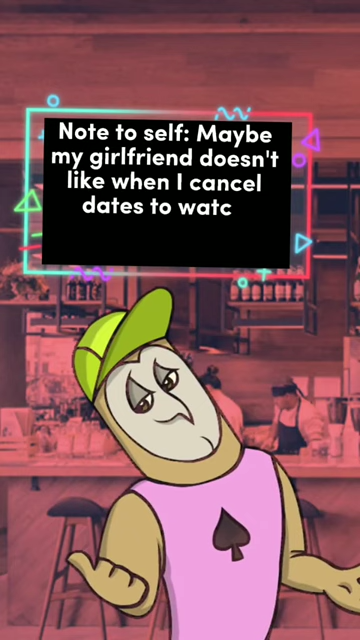 Note to self: Maybe
my girlfriend doesn't
like when I cancel
dates to watc